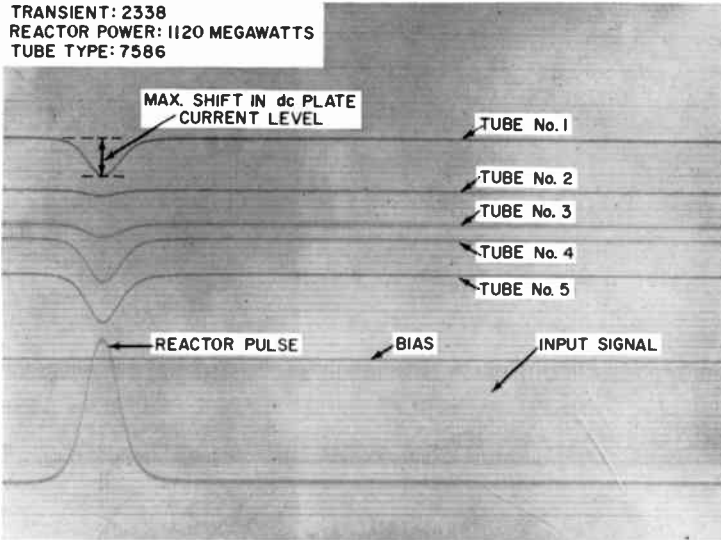 TRANSIENT: 2338
REACTOR POWER: 1120 MEGAWATTS
TUBE TYPE: 7586
MAX. SHIFT IN dc PLATE
CURRENT LEVEL
TUBE No. 1
TUBE No. 2
TUBE No. 3
TUBE No. 4
TUBE No. 5
REACTOR PULSE
BIAS
INPUT SIGNAL